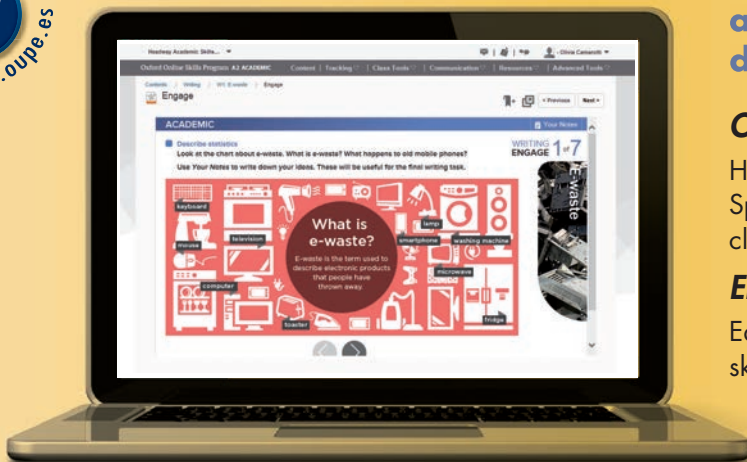 .oupe.es
Headway Academic Skills...
Olivia Camarotti
Oxford Online Skills Program A2 ACADEMIC
Content | Tracking | Class Tools | Communication | Resources | Advanced Tools
Contents / Writing / W1 E-waste / Engage
Engage
< Previous
Next >
ACADEMIC
Your Notes
Describe statistics
Look at the chart about e-waste. What is e-waste? What happens to old mobile phones?
Use Your Notes to write down your ideas. These will be useful for the final writing task.
WRITING
ENGAGE 1 of 7
E-waste
keyboard
mouse
television
computer
toaster
What is
e-waste?
E-waste is the term used to
describe electronic products
that people have
thrown away.
lamp
smartphone
washing machine
microwave
fridge
a
d
H
Sp
cl